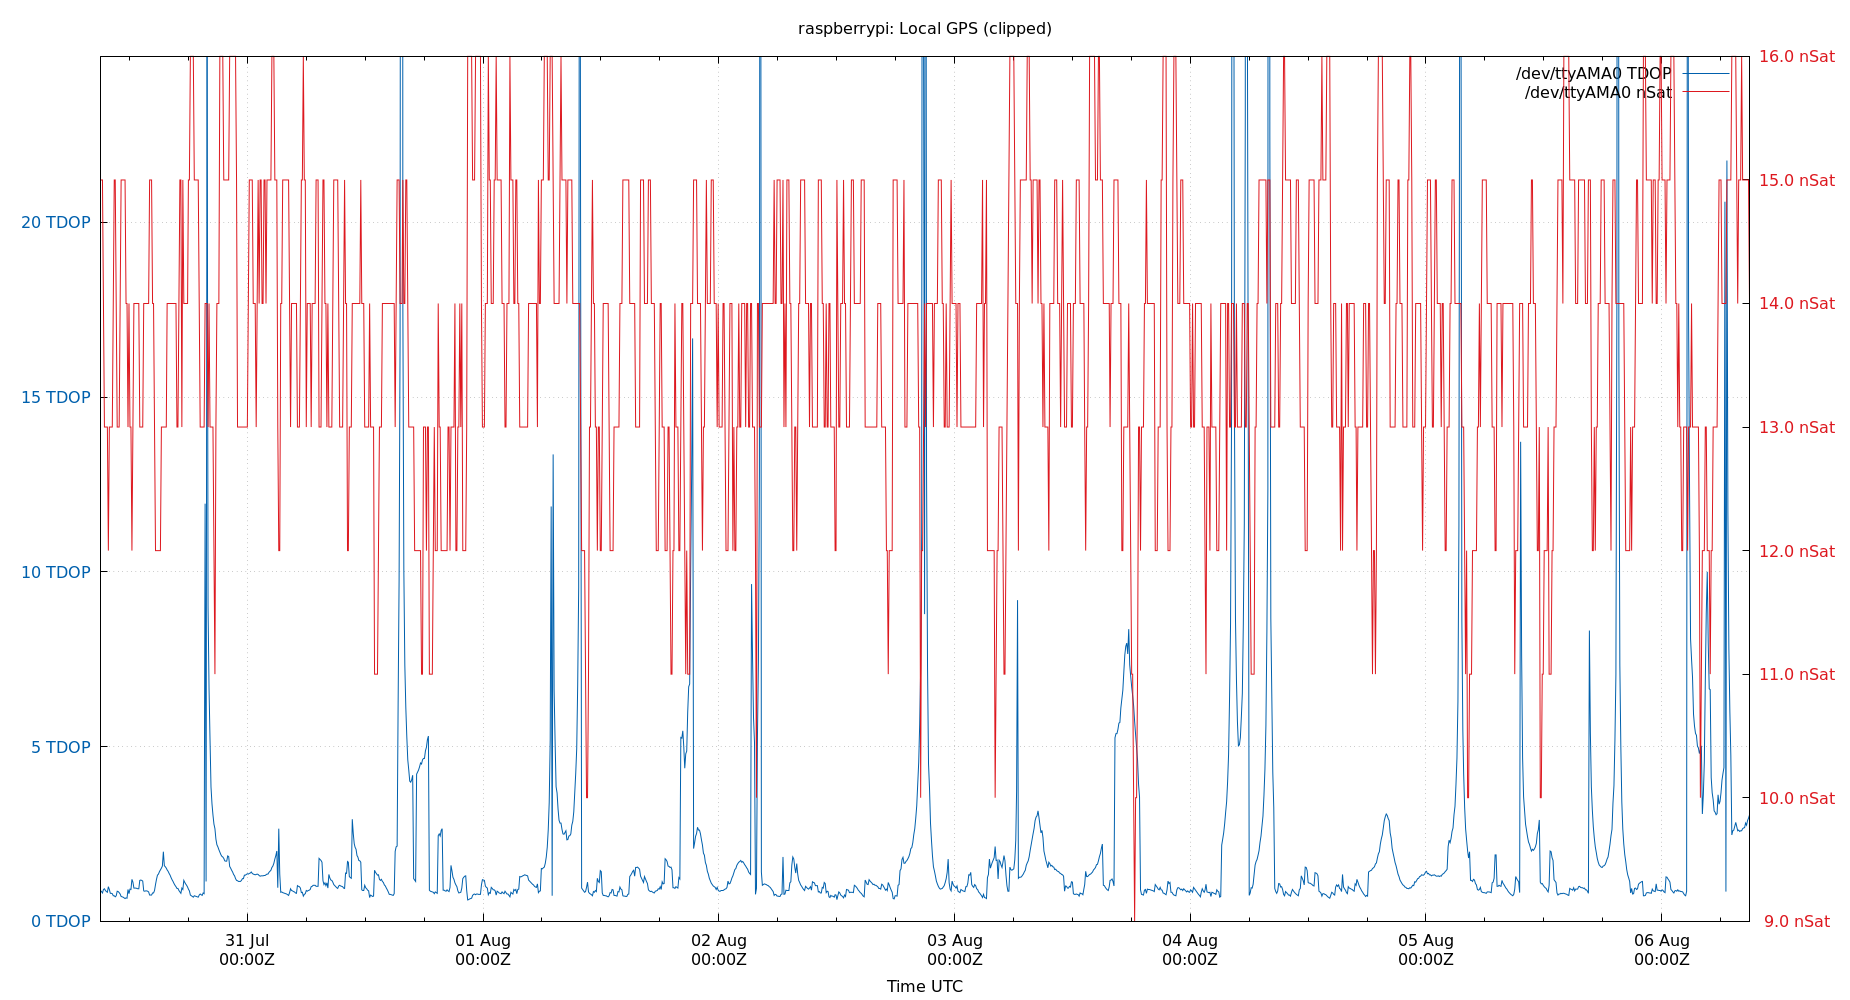 raspberrypi: Local GPS (clipped)
/dev/ttyAMA0 TDOP
/dev/ttyAMA0 nSat
20 TDOP
15 TDOP
10 TDOP
5 TDOP
0 TDOP
16.0 nSat
15.0 nSat
14.0 nSat
13.0 nSat
12.0 nSat
11.0 nSat
10.0 nSat
9.0 nSat
31 Jul 01 Aug 02 Aug 03 Aug 04 Aug 05 Aug 06 Aug
00:00Z 00:00Z 00:00Z 00:00Z 00:00Z 00:00Z 00:00Z
Time UTC